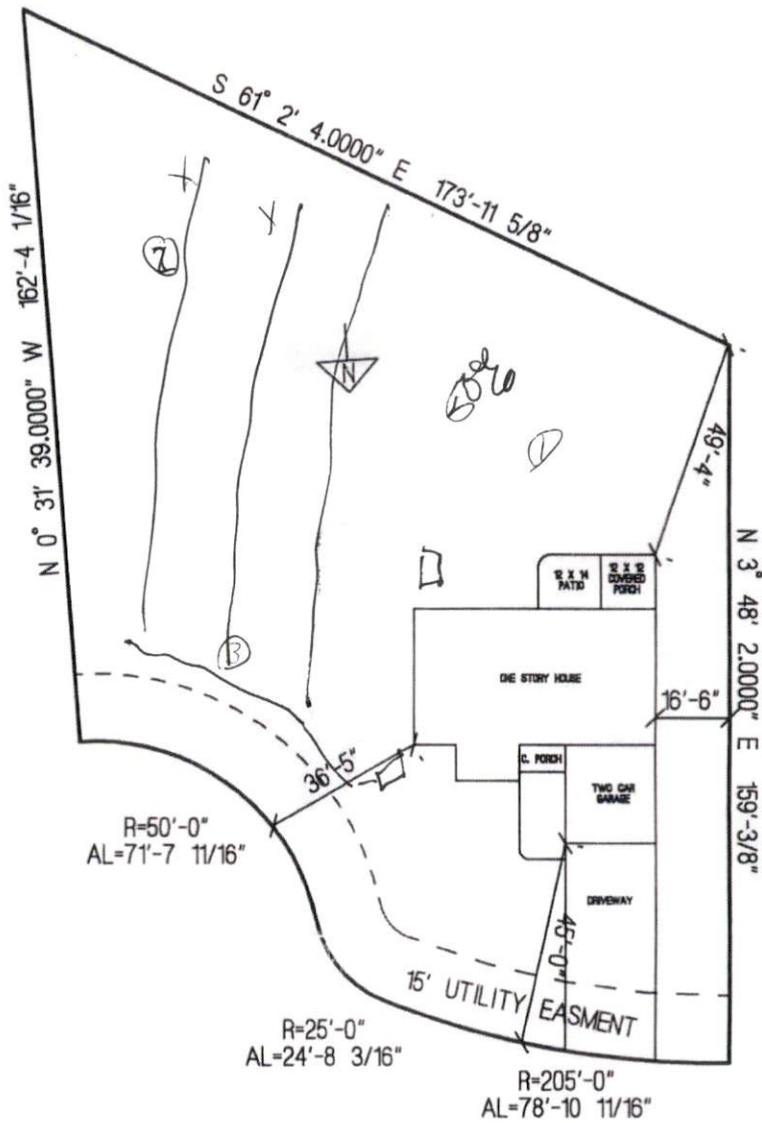 S 61° 2' 4.0000" E 173'-11 5/8"
N 0° 31' 39.0000" W 162'-4 1/16"
2
N
1
49'-4"
12 X 14
PATIO
12 X 12
COVERED
PORCH
N 3° 48' 2.0000" E 159'-3/8"
3
ONE STORY HOUSE
16'-6"
36'-5"
C. PORCH
TWO CAR
GARAGE
R=50'-0"
AL=71'-7 11/16"
DRIVEWAY
45'-0"
15' UTILITY EASMENT
R=25'-0"
AL=24'-8 3/16"
R=205'-0"
AL=78'-10 11/16"